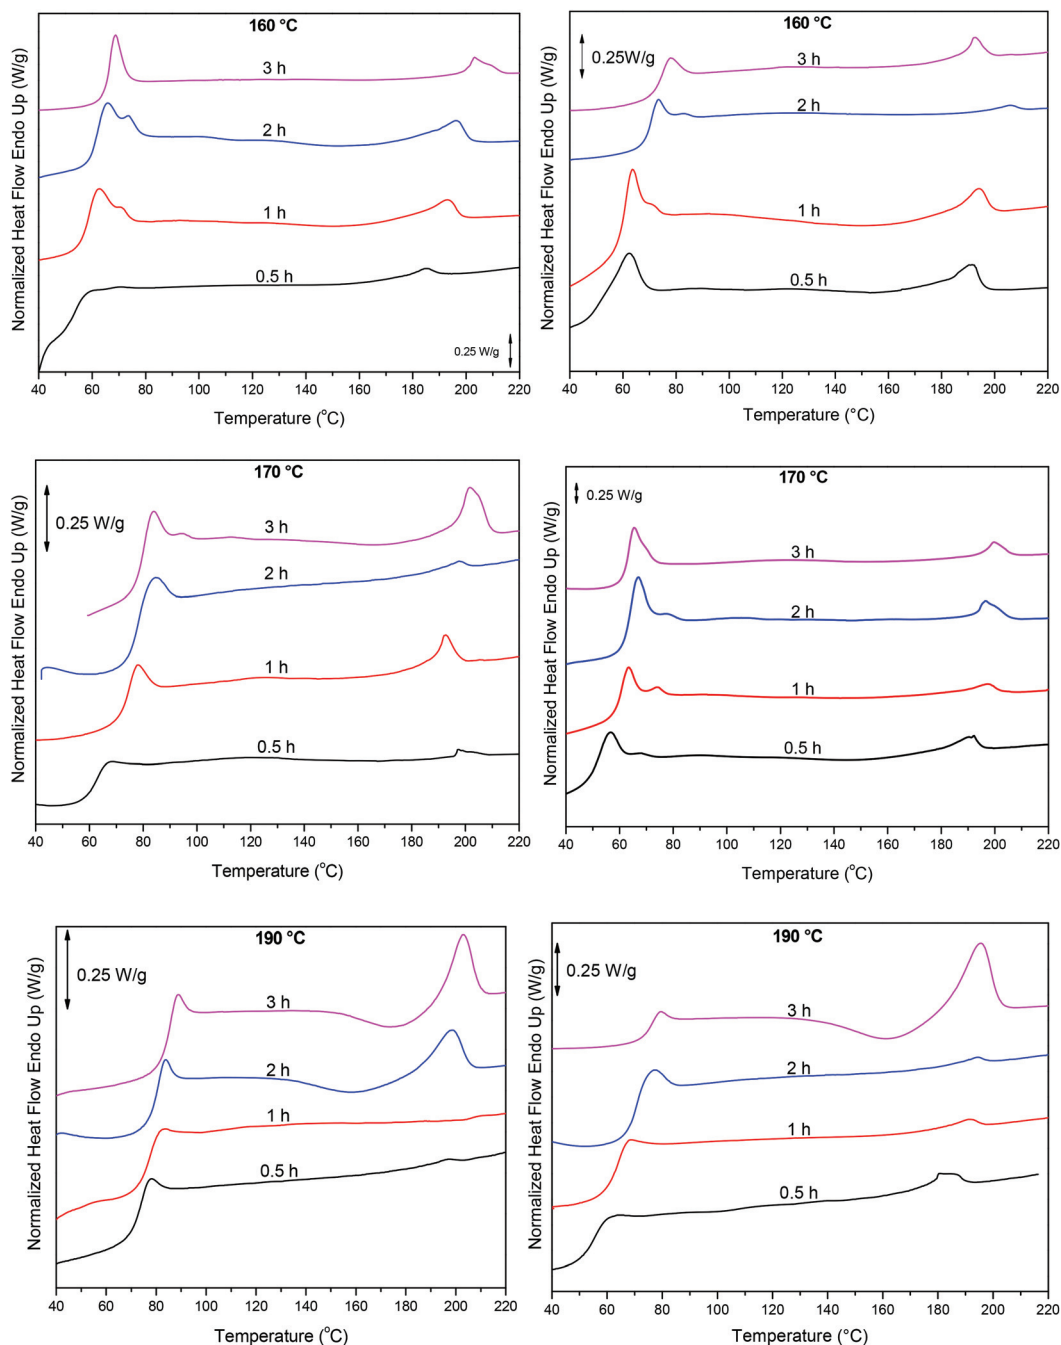 160 °C
3 h
2 h
1 h
0.5 h
0.25 W/g
Normalized Heat Flow Endo Up (W/g)
40 60 80 100 120 140 160 180 200 220
Temperature (°C)
160 °C
0.25W/g
3 h
2 h
1 h
0.5 h
Normalized Heat Flow Endo Up (W/g)
40 60 80 100 120 140 160 180 200 220
Temperature (°C)
170 °C
0.25 W/g
3 h
2 h
1 h
0.5 h
Normalized Heat Flow Endo Up (W/g)
40 60 80 100 120 140 160 180 200 220
Temperature (°C)
170 °C
0.25 W/g
3 h
2 h
1 h
0.5 h
Normalized Heat Flow Endo Up (W/g)
40 60 80 100 120 140 160 180 200 220
Temperature (°C)
190 °C
0.25 W/g
3 h
2 h
1 h
0.5 h
Normalized Heat Flow Endo Up (W/g)
40 60 80 100 120 140 160 180 200 220
Temperature (°C)
190 °C
0.25 W/g
3 h
2 h
1 h
0.5 h
Normalized Heat Flow Endo Up (W/g)
40 60 80 100 120 140 160 180 200 220
Temperature (°C)